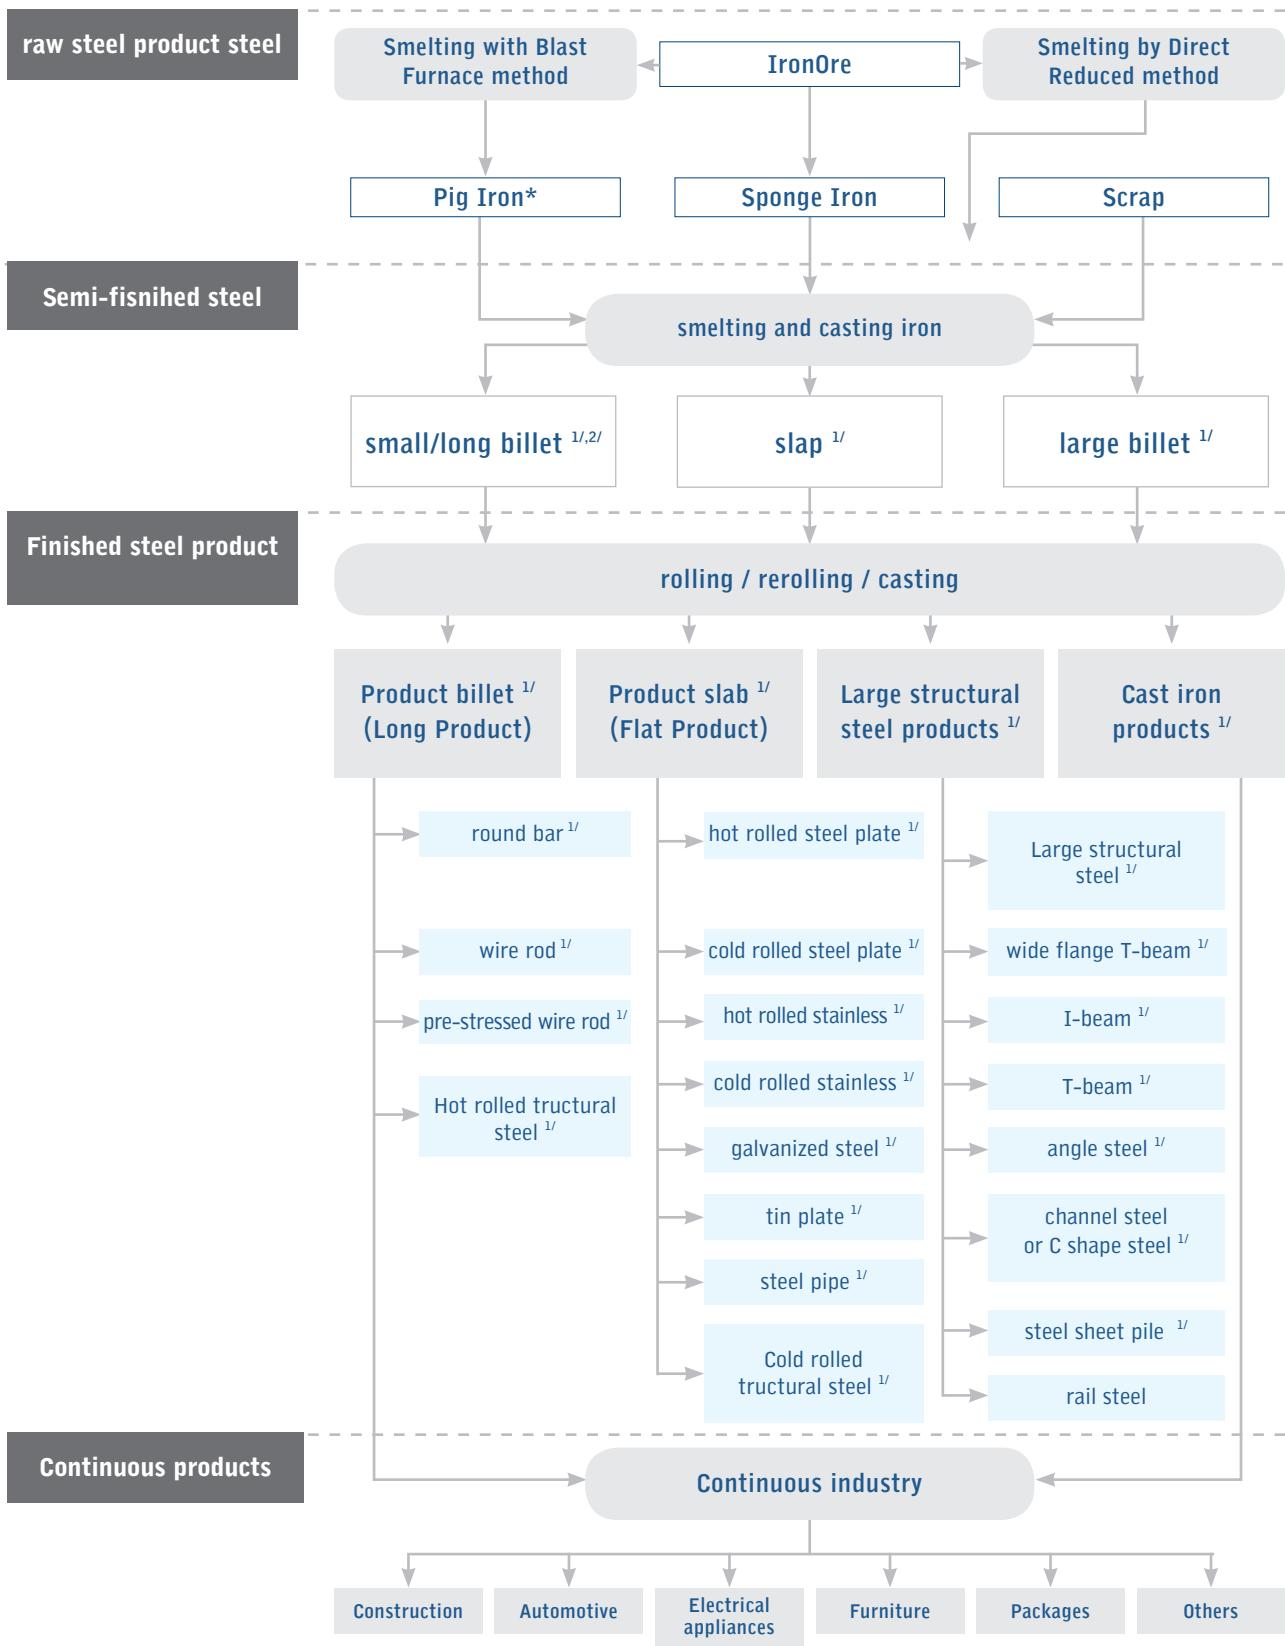 raw steel product steel
Smelting with Blast
Furnace method
IronOre
Smelting by Direct
Reduced method
Pig Iron*
Sponge Iron
Scrap
Semi-fisnihed steel
smelting and casting iron
small/long billet 1/,2/
slap 1/
large billet 1/
Finished steel product
rolling / rerolling / casting
Product billet 1/
(Long Product)
Product slab 1/
(Flat Product)
Large structural
steel products 1/
Cast iron
products 1/
round bar 1/
wire rod 1/
pre-stressed wire rod 1/
Hot rolled tructural
steel 1/
hot rolled steel plate 1/
cold rolled steel plate 1/
hot rolled stainless 1/
cold rolled stainless 1/
galvanized steel 1/
tin plate 1/
steel pipe 1/
Cold rolled
tructural steel 1/
Large structural
steel 1/
wide flange T-beam 1/
I-beam 1/
T-beam 1/
angle steel 1/
channel steel
or C shape steel 1/
steel sheet pile 1/
rail steel
Continuous products
Continuous industry
Construction
Automotive
Electrical
appliances
Furniture
Packages
Others